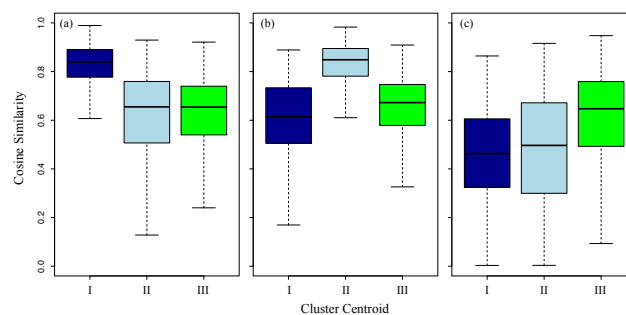 (a) (b) (c)
Cosine Similarity
1.0
0.8
0.6
0.4
0.2
0.0
I II III I II III I II III
Cluster Centroid